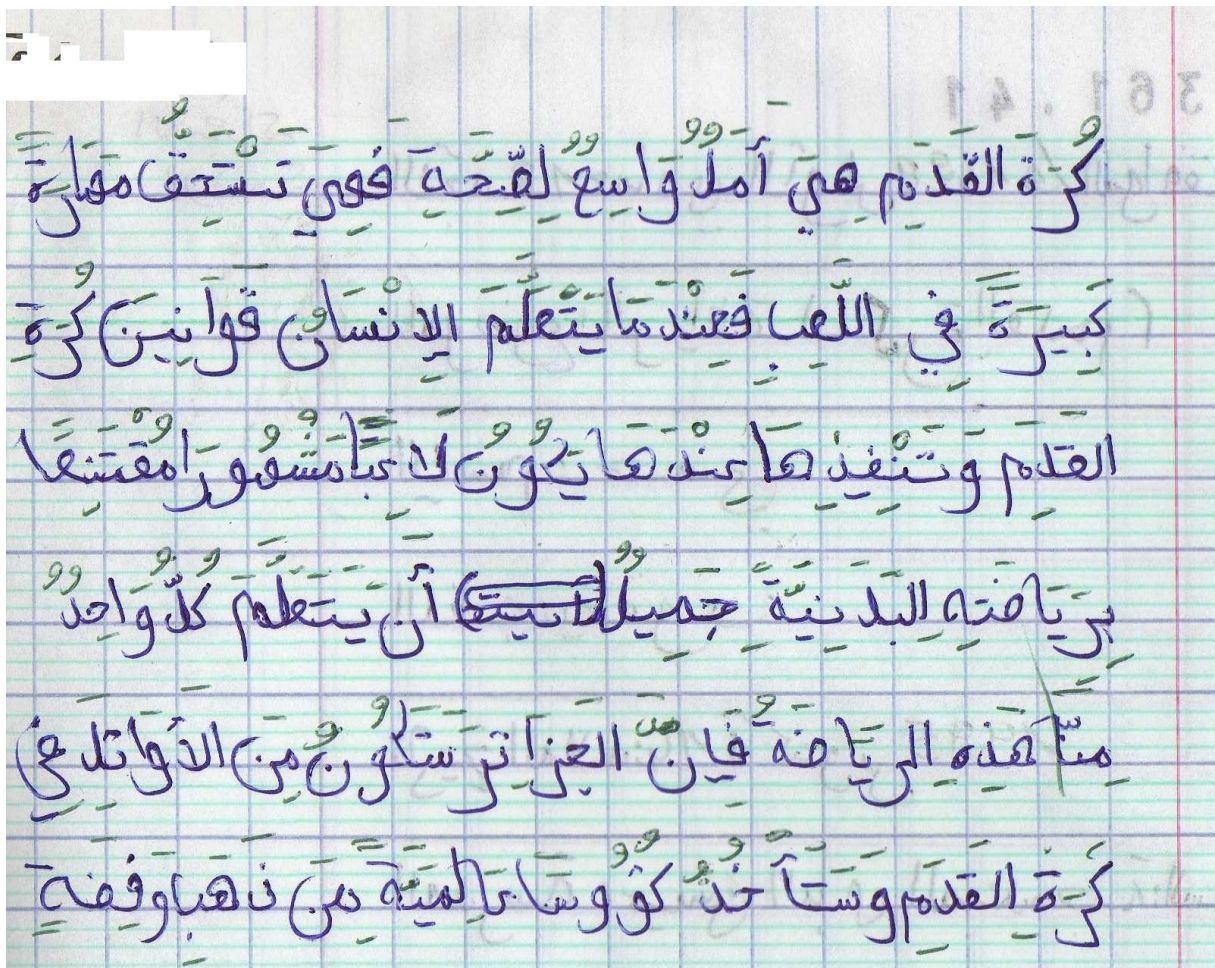 كُرَة القَدَمِ هِيَ أَمَلٌ وَاسِعٌ لِصِّحَّةِ فَهِيَ تَسْتَحِقُّ مَهَارَةً
كَبِيرَةً فِي اللَّعِبِ فَعِنْدَمَا يَتَعَلَّمَ الإِنْسَانُ قَوَانِينَ كُرَةِ
القَدَمِ وَتَنْفِيذِهَا عِنْدَهَا يَكُونُ لَاعِبًا مَشْهُورًا مُقْتَنِعًا
بِرِيَاضَتِهِ البَدَنِيَّةِ جَمِيلٌ أَن يَتَعَلَّمَ كُلُّ وَاحِدٌ
مِنَّا هَذِهِ الرِيَاضَةُ فَإِنَّ الجَزَائِرَ سَتَكُونُ مِنَ الأَوَائِلَ فِي
كُرَةِ القَدَمِ وَسَتَأْخُذُ كُؤُوسًا عَالَمِيَّةً مِنَ ذَهَبِ وَفِضَةٍ